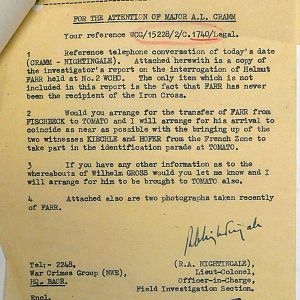 FOR THE ATTENTION OF MAJOR A.L. CRAMM
Your reference WCG/15228/2/C.1740/Legal.
1 Reference telephone conversation of today's date
(CRAMM - NIGHTINGALE). Attached herewith is a copy of
the investigator's report on the interrogation of Helmut
FARR held at No.2 WCHC. The only item which is not
included in this report is the fact that FARR has never
been the recipient of the Iron Cross.
2 Would you arrange for the transfer of FARR from
FISCHBECK to TOMATO and I will arrange for his arrival to
coincide as near as possible with the bringing up of the
two witnesses KIECHLE and HOFER from the French Zone to
take part in the identification parade at TOMATO.
3 If you have any other information as to the
whereabouts of Wilhelm GROSS would you let me know and I
will arrange for him to be brought to TOMATO also.
4 Attached also are two photographs taken recently
of FARR.
Tel:- 2248.
War Crimes Group (NWE),
HQ. BAOR.
Encl.
(R.A. NIGHTINGALE)
Lieut-Colonel,
Officer-in-Charge,
Field Investigation Section.